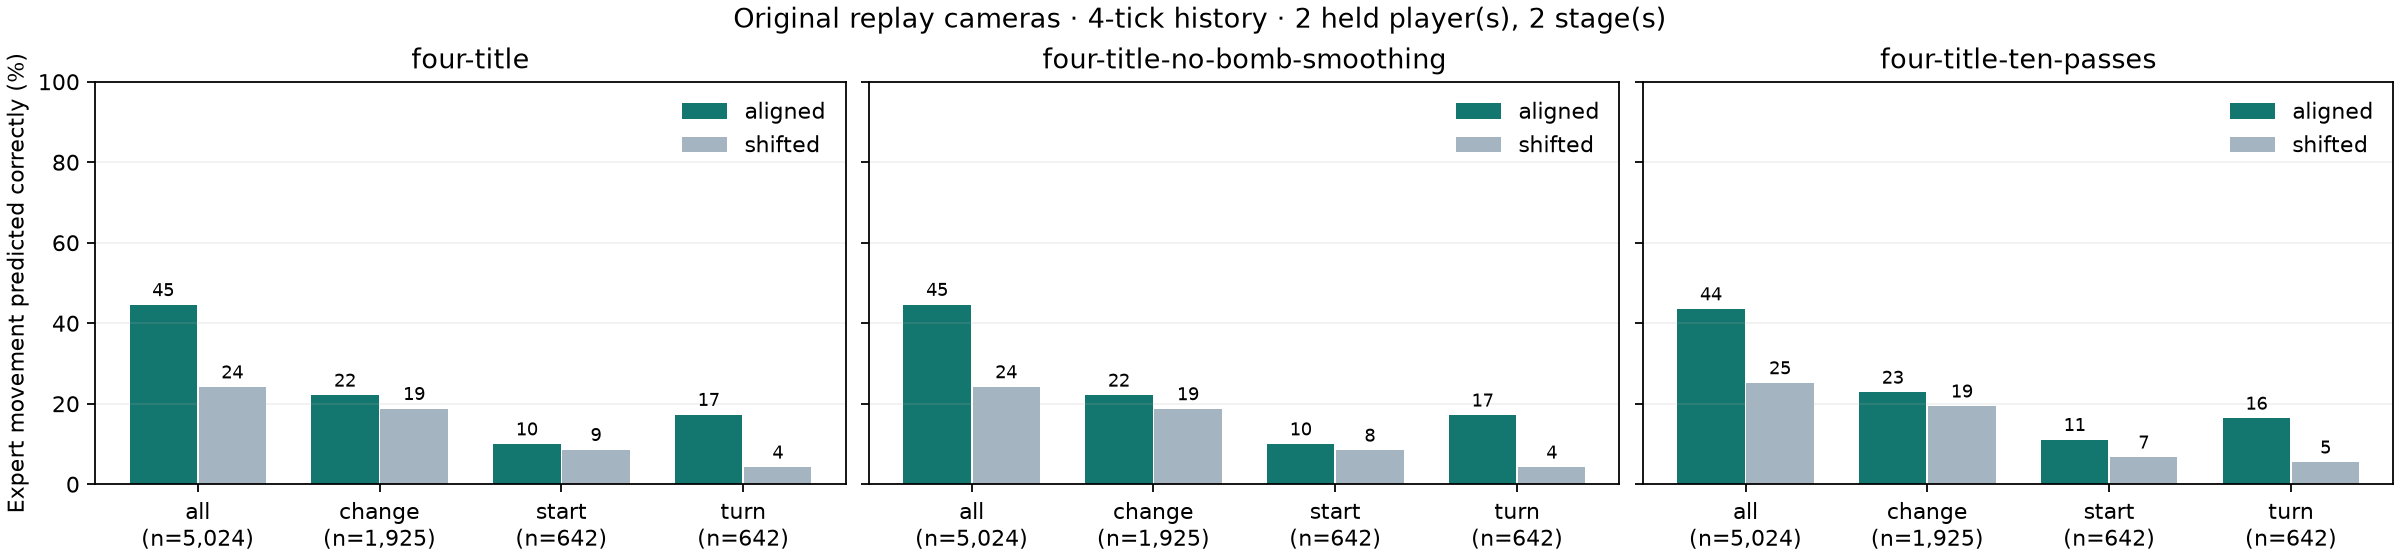 Original replay cameras · 4-tick history · 2 held player(s), 2 stage(s)
Expert movement predicted correctly (%)
four-title
100
80
60
40
20
0
aligned
shifted
45
24
22
19
10
9
17
4
all
(n=5,024)
change
(n=1,925)
start
(n=642)
turn
(n=642)
four-title-no-bomb-smoothing
aligned
shifted
45
24
22
19
10
8
17
4
all
(n=5,024)
change
(n=1,925)
start
(n=642)
turn
(n=642)
four-title-ten-passes
aligned
shifted
44
25
23
19
11
7
16
5
all
(n=5,024)
change
(n=1,925)
start
(n=642)
turn
(n=642)